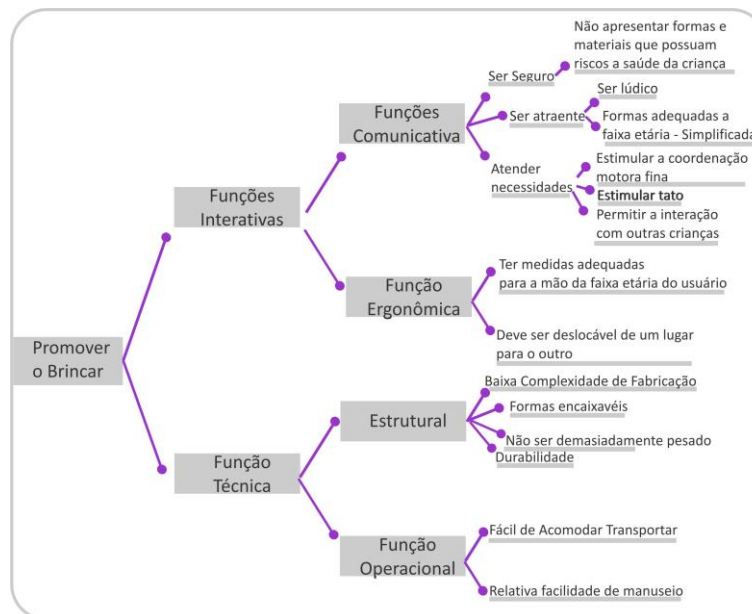 Não apresentar formas e
materiais que possuam
riscos a saúde da criança
Ser Seguro
Ser lúdico
Funções
Comunicativa
Ser atraente
Formas adequadas a
faixa etária - Simplificada
Atender
necessidades
Estimular a coordenação
motora fina
Estimular tato
Permitir a interação
com outras crianças
Funções
Interativas
Função
Ergonômica
Ter medidas adequadas
para a mão da faixa etária do usuário
Deve ser deslocável de um lugar
para o outro
Promover
o Brincar
Baixa Complexidade de Fabricação
Estrutural
Formas encaixavéis
Não ser demasiadamente pesado
Durabilidade
Função
Técnica
Função
Operacional
Fácil de Acomodar Transportar
Relativa facilidade de manuseio